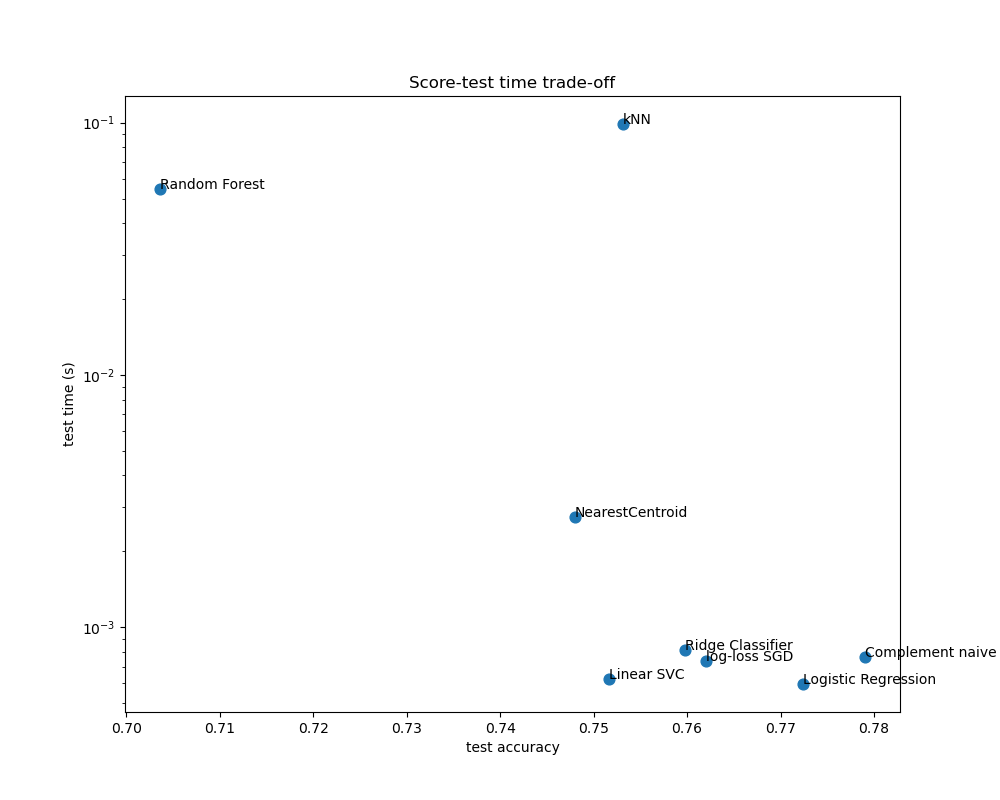 Score-test time trade-off
10⁻¹
kNN
Random Forest
10⁻²
test time (s)
NearestCentroid
10⁻³
Ridge Classifier
log-loss SGD
Complement naive
Linear SVC
Logistic Regression
0.70 0.71 0.72 0.73 0.74 0.75 0.76 0.77 0.78
test accuracy